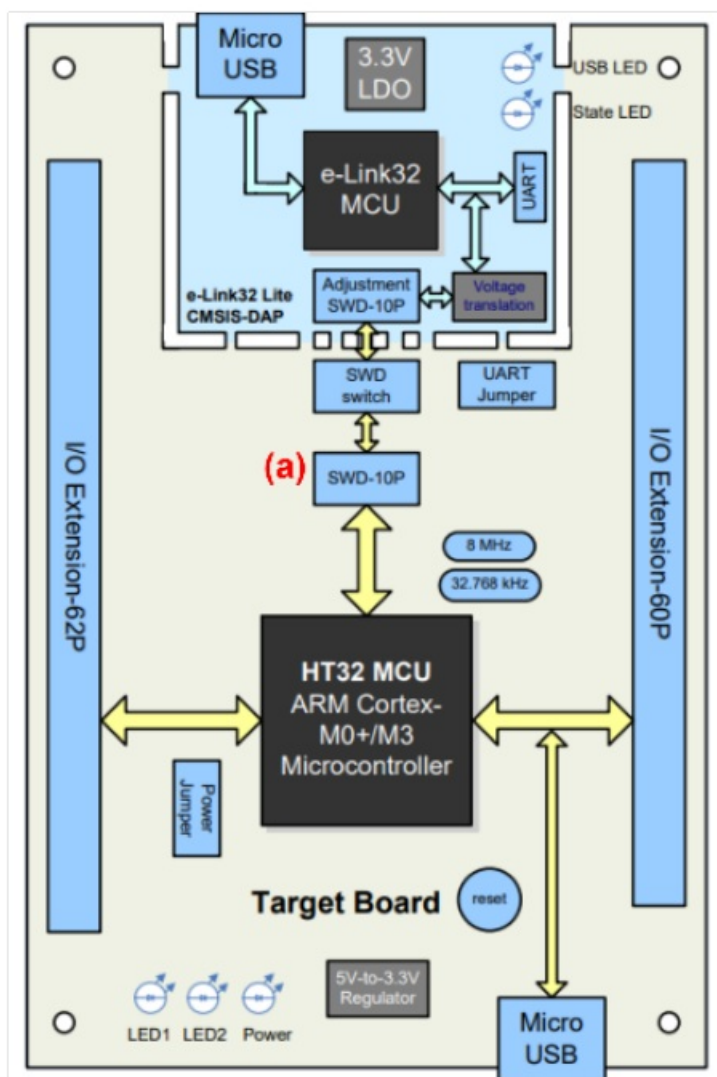 Micro
USB
3.3V
LDO
USB LED
State LED
e-Link32
MCU
UART
e-Link32 Lite
CMSIS-DAP
Adjustment
SWD-10P
Voltage
translation
SWD
switch
UART
Jumper
(a)
SWD-10P
I/O Extension-62P
I/O Extension-60P
8 MHz
32.768 kHz
HT32 MCU
ARM Cortex-
M0+/M3
Microcontroller
Power
Jumper
Target Board
reset
5V-to-3.3V
Regulator
LED1
LED2
Power
Micro
USB